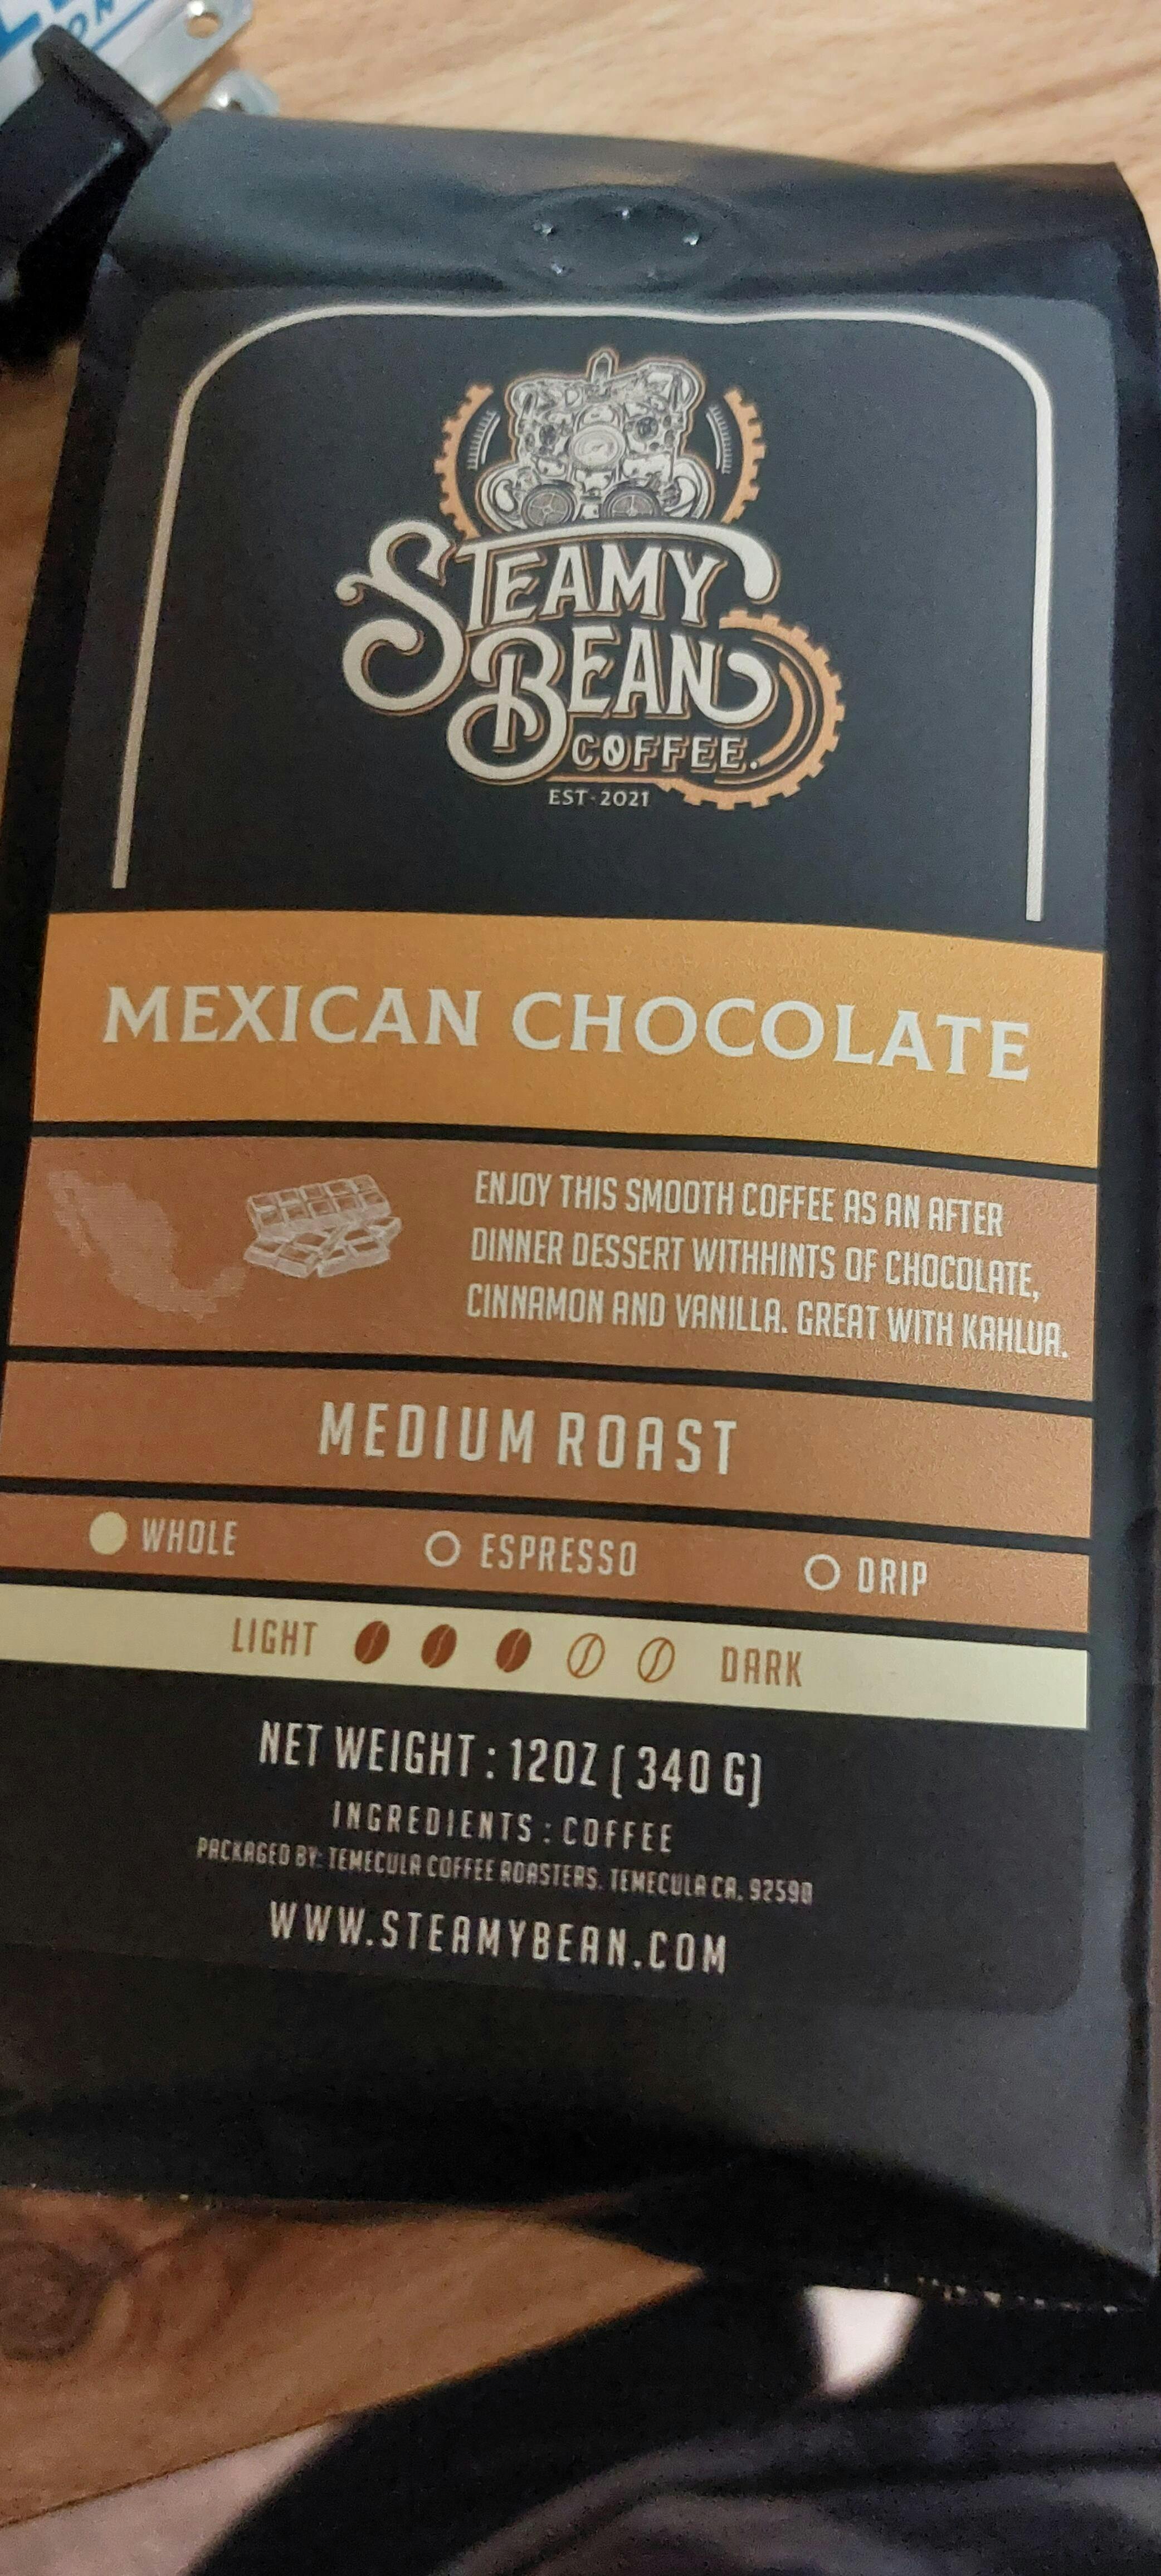 STEAMY
BEAN
COFFEE.
EST-2021
MEXICAN CHOCOLATE
ENJOY THIS SMOOTH COFFEE AS AN AFTER
DINNER DESSERT WITHHINTS OF CHOCOLATE,
CINNAMON AND VANILLA. GREAT WITH KAHLUA.
MEDIUM ROAST
WHOLE ESPRESSO DRIP
LIGHT DARK
NET WEIGHT : 12OZ ( 340 G)
INGREDIENTS : COFFEE
PACKAGED BY: TEMECULA COFFEE ROASTERS. TEMECULA CA, 92590
WWW.STEAMYBEAN.COM